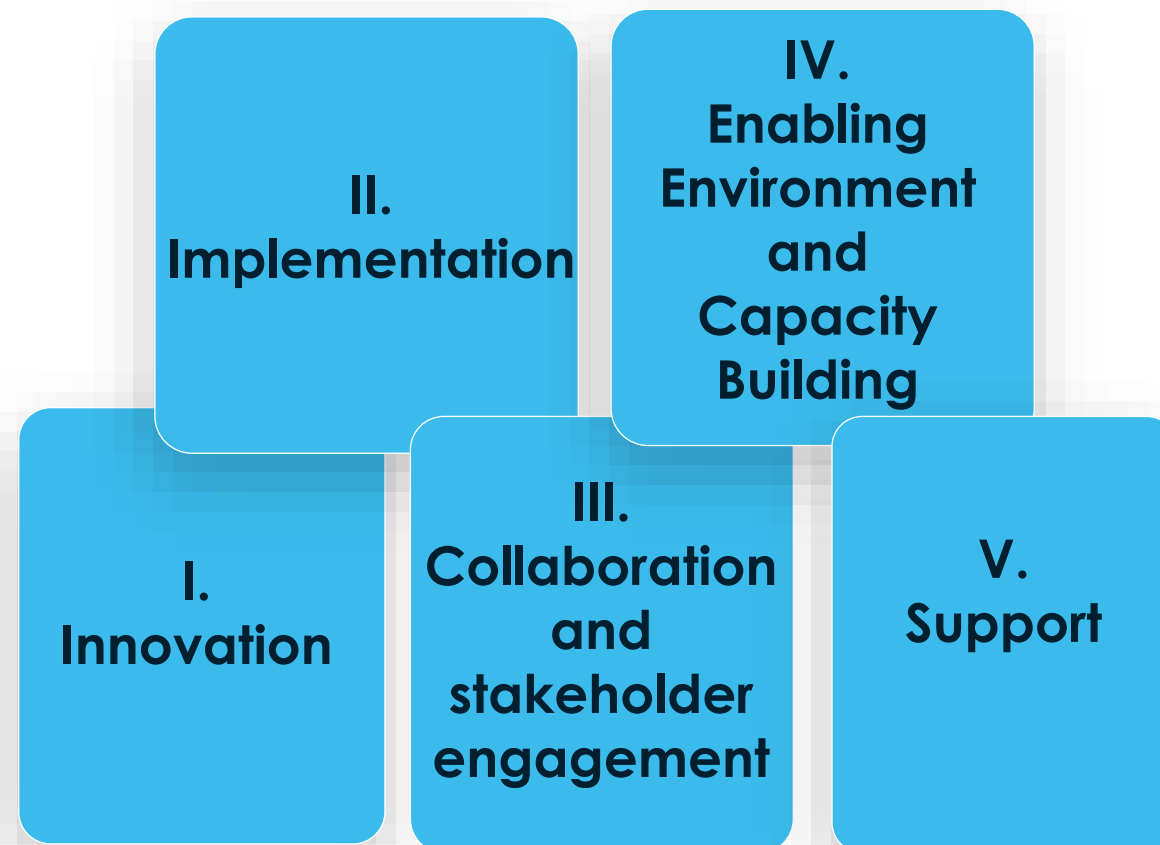 II.
Implementation
IV.
Enabling
Environment
and
Capacity
Building
I.
Innovation
III.
Collaboration
and
stakeholder
engagement
V.
Support